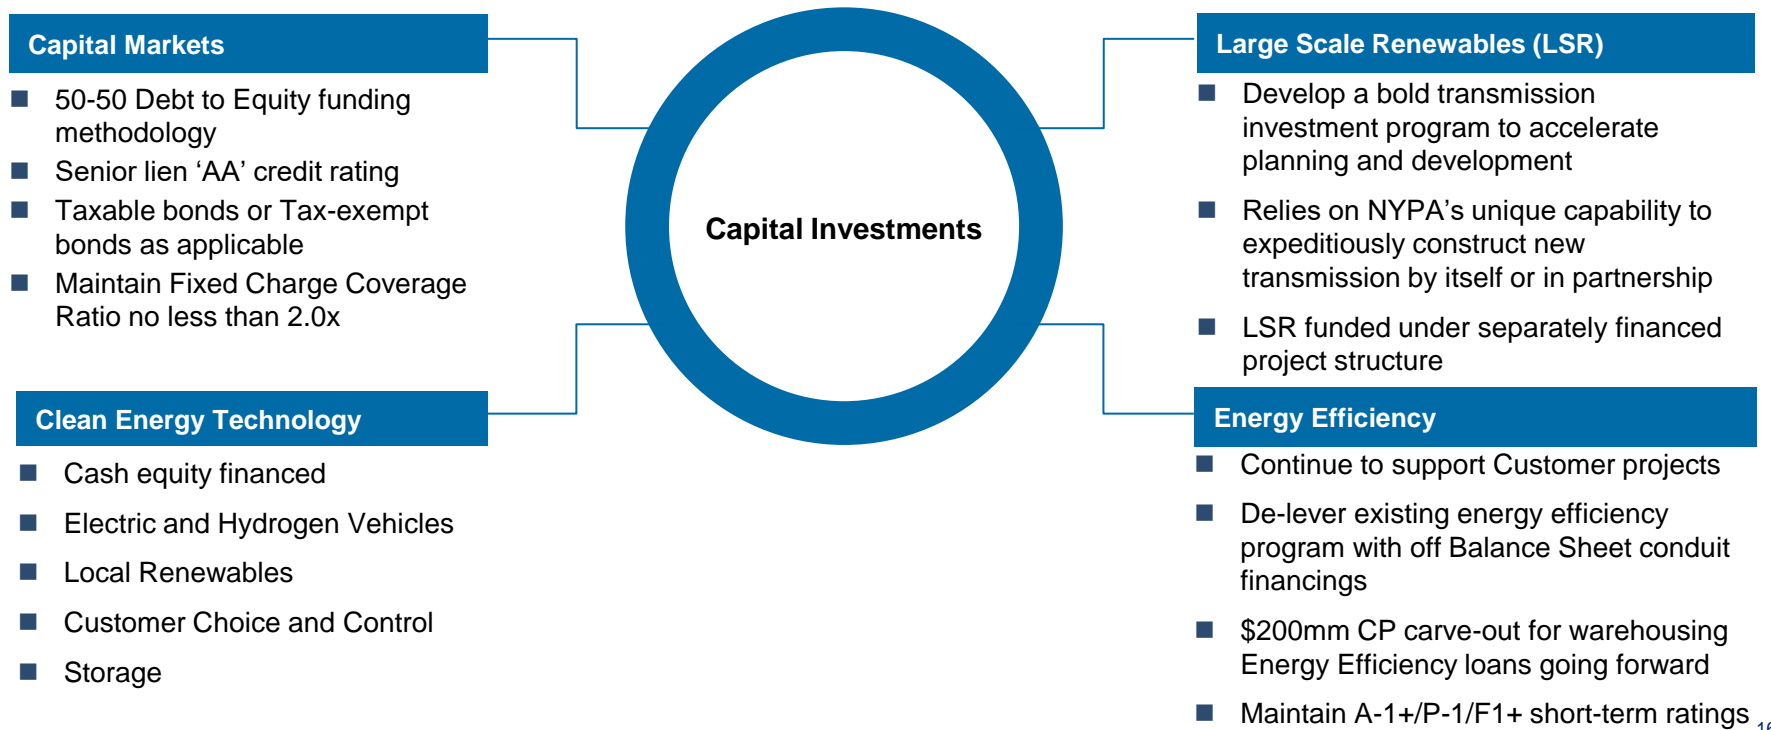 Capital Markets
50-50 Debt to Equity funding
methodology
Senior lien ‘AA’ credit rating
Taxable bonds or Tax-exempt
bonds as applicable
Maintain Fixed Charge Coverage
Ratio no less than 2.0x
Clean Energy Technology
Cash equity financed
Electric and Hydrogen Vehicles
Local Renewables
Customer Choice and Control
Storage
Capital Investments
Large Scale Renewables (LSR)
Develop a bold transmission
investment program to accelerate
planning and development
Relies on NYPA’s unique capability to
expeditiously construct new
transmission by itself or in partnership
LSR funded under separately financed
project structure
Energy Efficiency
Continue to support Customer projects
De-lever existing energy efficiency
program with off Balance Sheet conduit
financings
$200mm CP carve-out for warehousing
Energy Efficiency loans going forward
Maintain A-1+/P-1/F1+ short-term ratings